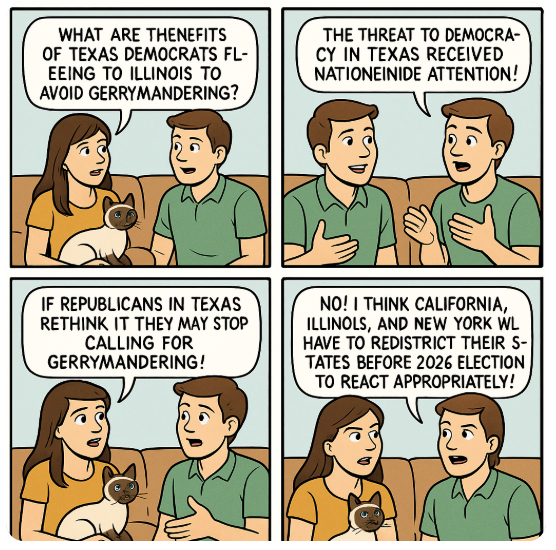 WHAT ARE THENEFITS
OF TEXAS DEMOCRATS FL-
EEING TO ILLINOIS TO
AVOID GERRYMANDERING?
THE THREAT TO DEMOCRA-
CY IN TEXAS RECEIVED
NATIONEINIDE ATTENTION!
IF REPUBLICANS IN TEXAS
RETHINK IT THEY MAY STOP
CALLING FOR
GERRYMANDERING!
NO! I THINK CALIFORNIA,
ILLINOLS, AND NEW YORK WL
HAVE TO REDISTRICT THEIR S-
TATES BEFORE 2026 ELECTION
TO REACT APPROPRIATELY!